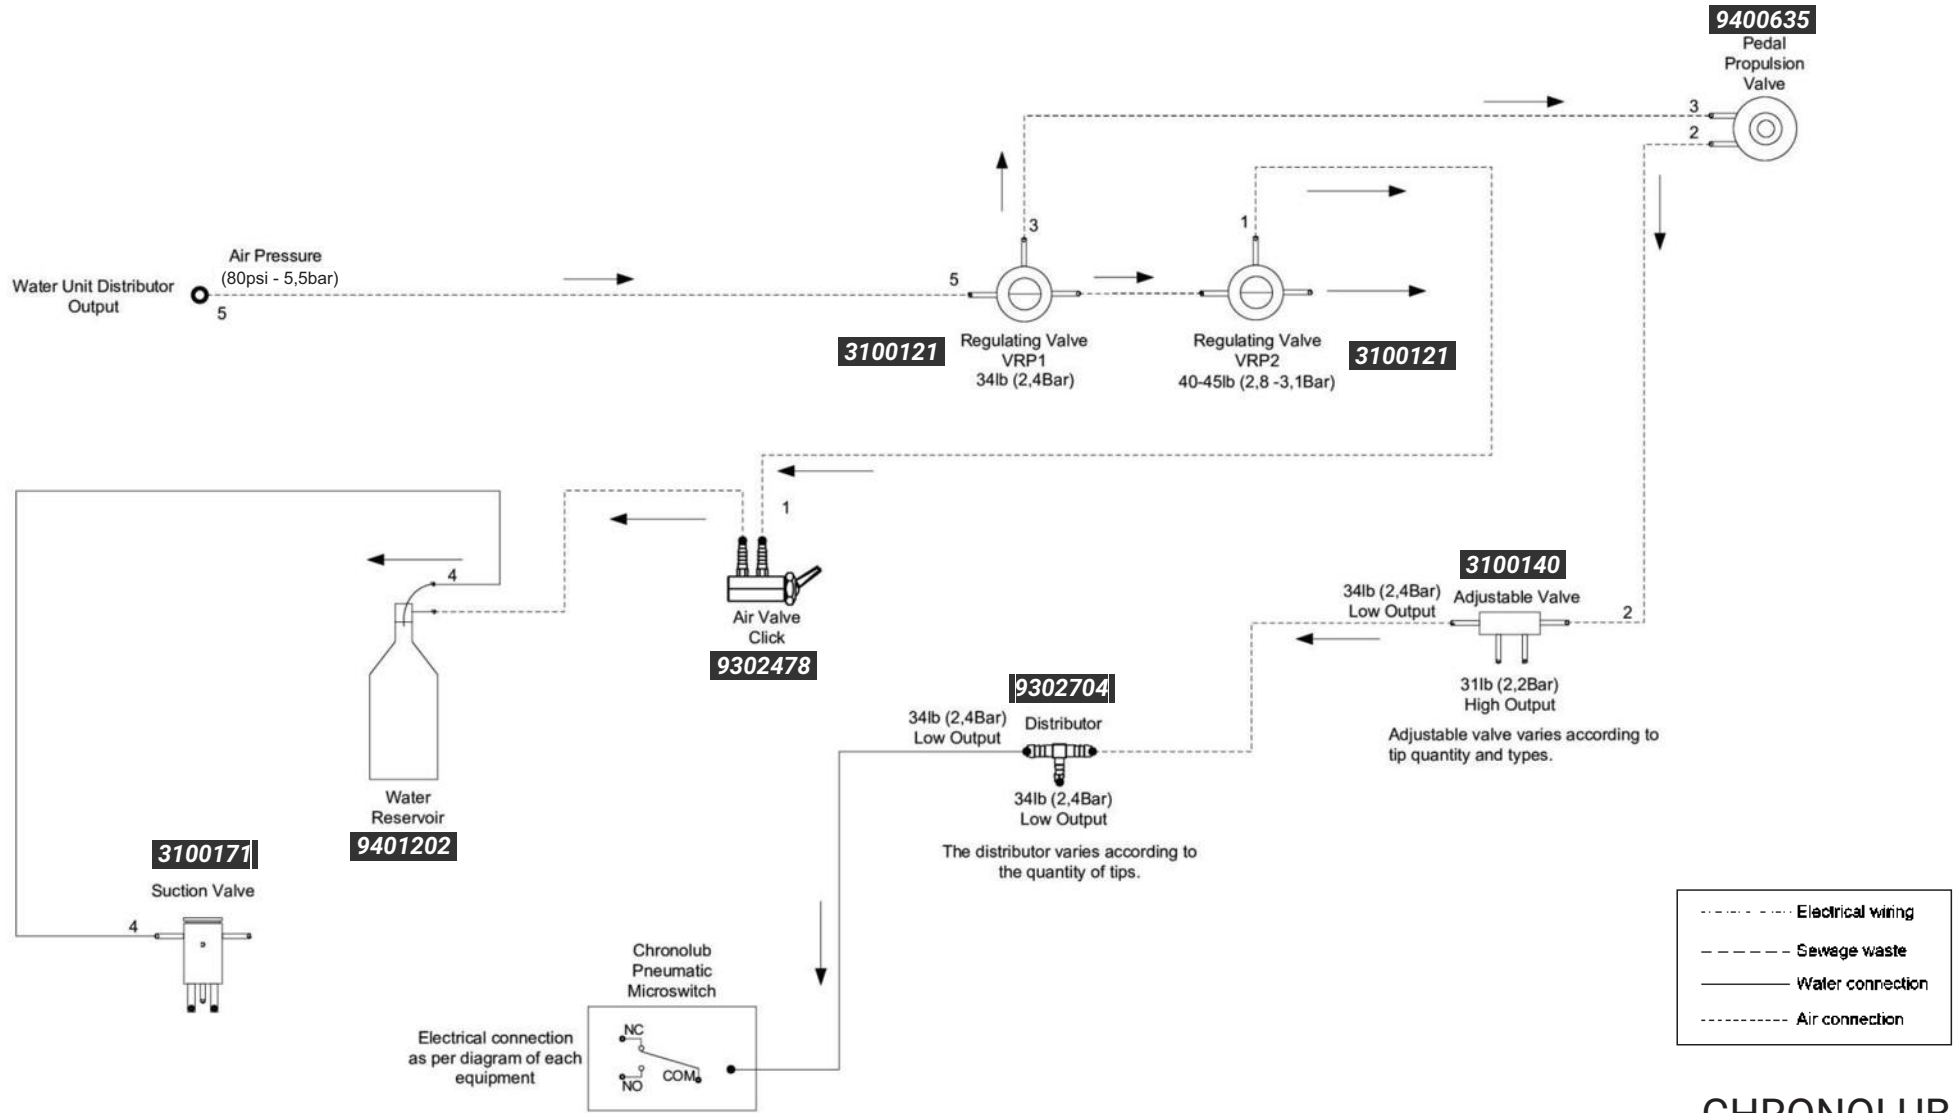 9400635
Pedal
Propulsion
Valve
3
2
Air Pressure
(80psi - 5,5bar)
Water Unit Distributor
Output
5
3
5
1
3100121
Regulating Valve
VRP1
34lb (2,4Bar)
Regulating Valve
VRP2
40-45lb (2,8 -3,1Bar)
3100121
1
4
Air Valve
Click
9302478
3100140
34lb (2,4Bar)
Low Output
Adjustable Valve
2
31lb (2,2Bar)
High Output
Adjustable valve varies according to
tip quantity and types.
9302704
34lb (2,4Bar)
Low Output
Distributor
34lb (2,4Bar)
Low Output
The distributor varies according to
the quantity of tips.
Water
Reservoir
9401202
3100171
Suction Valve
4
Chronolub
Pneumatic
Microswitch
Electrical connection
as per diagram of each
equipment
NC
NO
COM
Electrical wiring
Sewage waste
Water connection
Air connection
CHRONOLUB